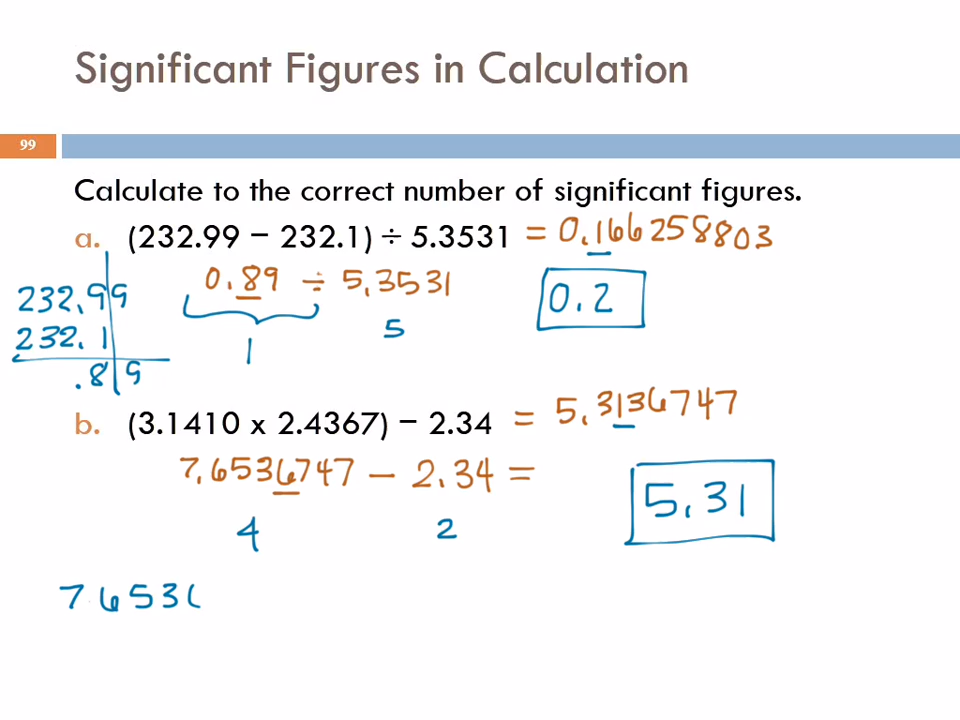 Significant Figures in Calculation
99
Calculate to the correct number of significant figures.
a. (232.99 − 232.1) ÷ 5.3531 = 0.166258803
0.89 ÷ 5.3531
0.2
232.99
232.1
.89
1
5
b. (3.1410 x 2.4367) − 2.34 = 5.3136747
7.6536747 − 2.34 =
5.31
4
2
7.653(